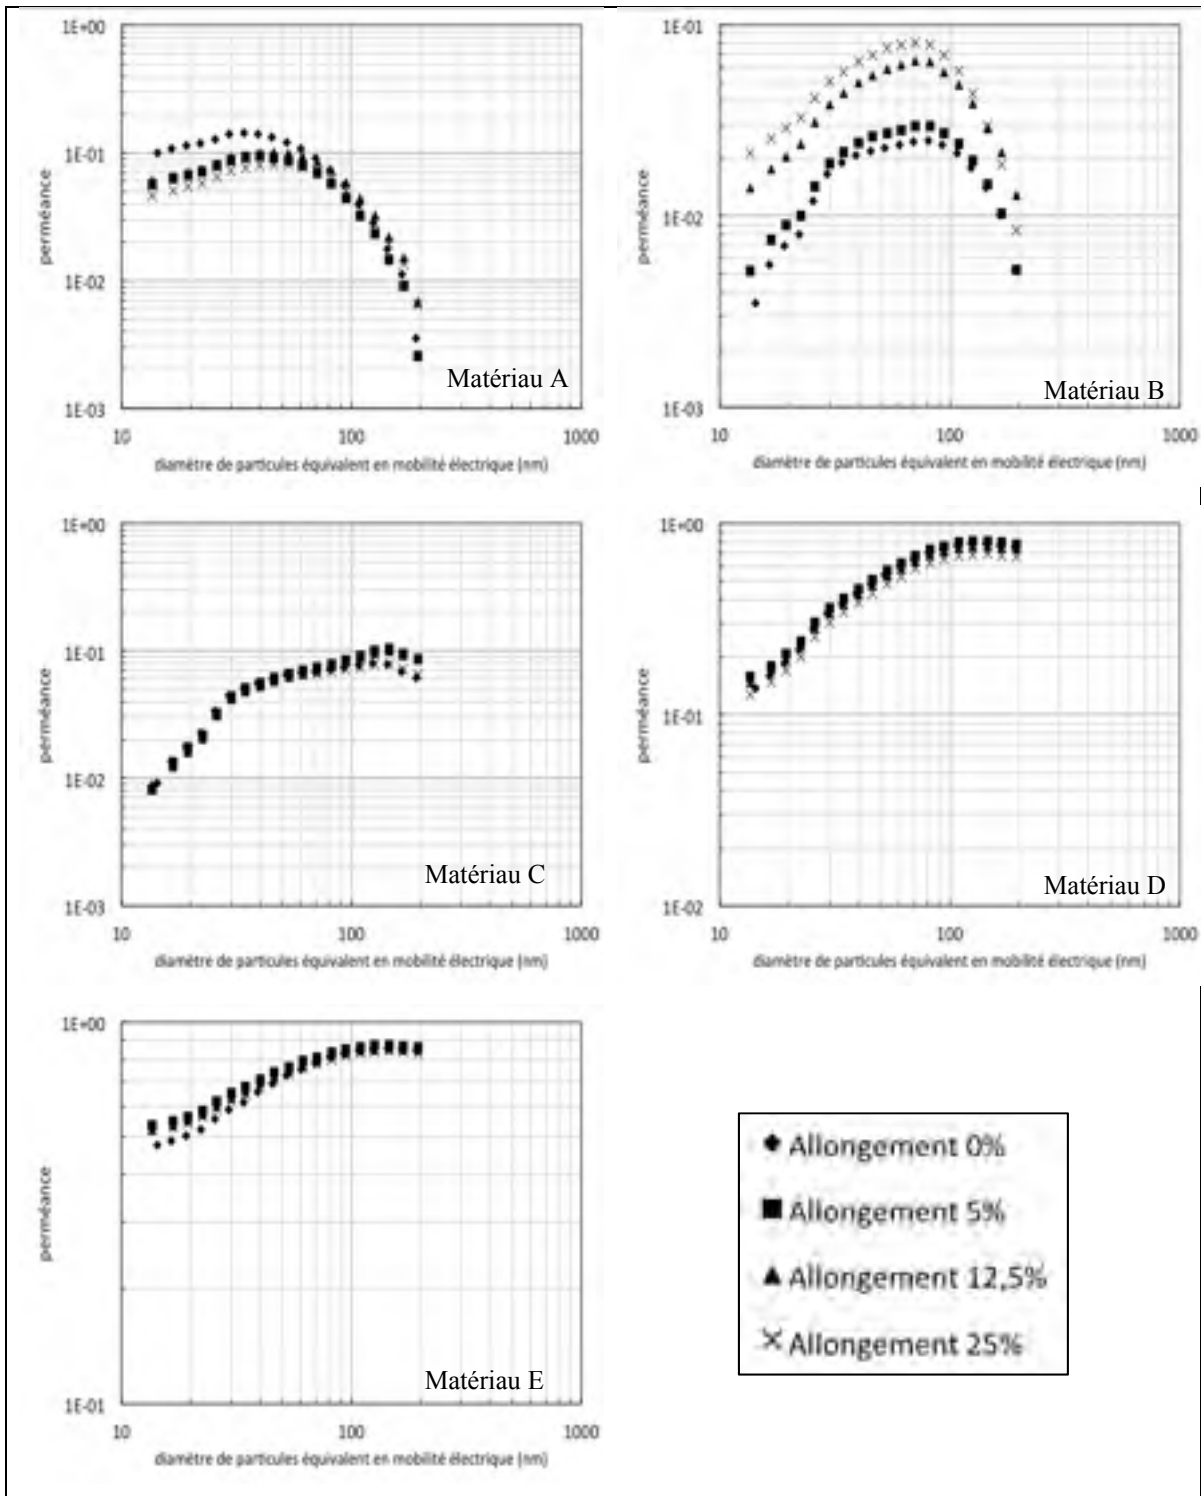 1E+00
1E-01
1E-02
1E-03
perméance
10
100
1000
diamètre de particules équivalent en mobilité électrique (nm)
Matériau A
1E-01
1E-02
1E-03
perméance
10
100
1000
diamètre de particules équivalent en mobilité électrique (nm)
Matériau B
1E+00
1E-01
1E-02
1E-03
perméance
10
100
1000
diamètre de particules équivalent en mobilité électrique (nm)
Matériau C
1E+00
1E-01
1E-02
perméance
10
100
1000
diamètre de particules équivalent en mobilité électrique (nm)
Matériau D
1E+00
1E-01
perméance
10
100
1000
diamètre de particules équivalent en mobilité électrique (nm)
Matériau E
Allongement 0%
Allongement 5%
Allongement 12,5%
Allongement 25%